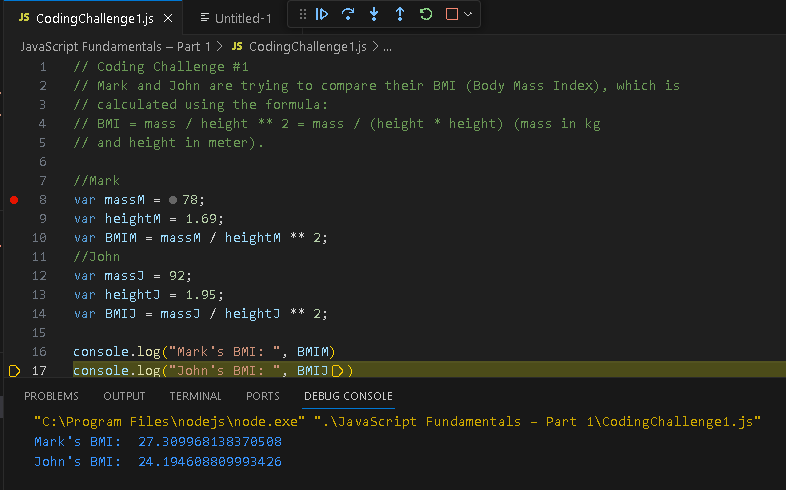 JS CodingChallenge1.js
Untitled-1
JavaScript Fundamentals – Part 1 > JS CodingChallenge1.js > ...
1 // Coding Challenge #1
2 // Mark and John are trying to compare their BMI (Body Mass Index), which is
3 // calculated using the formula:
4 // BMI = mass / height ** 2 = mass / (height * height) (mass in kg
5 // and height in meter).
6
7 //Mark
8 var massM = 78;
9 var heightM = 1.69;
10 var BMIM = massM / heightM ** 2;
11 //John
12 var massJ = 92;
13 var heightJ = 1.95;
14 var BMIJ = massJ / heightJ ** 2;
15
16 console.log("Mark's BMI: ", BMIM)
17 console.log("John's BMI: ", BMIJ)
PROBLEMS OUTPUT TERMINAL PORTS DEBUG CONSOLE
"C:\Program Files\nodejs\node.exe" ".\JavaScript Fundamentals – Part 1\CodingChallenge1.js"
Mark's BMI:  27.309968138370508
John's BMI:  24.194608809993426